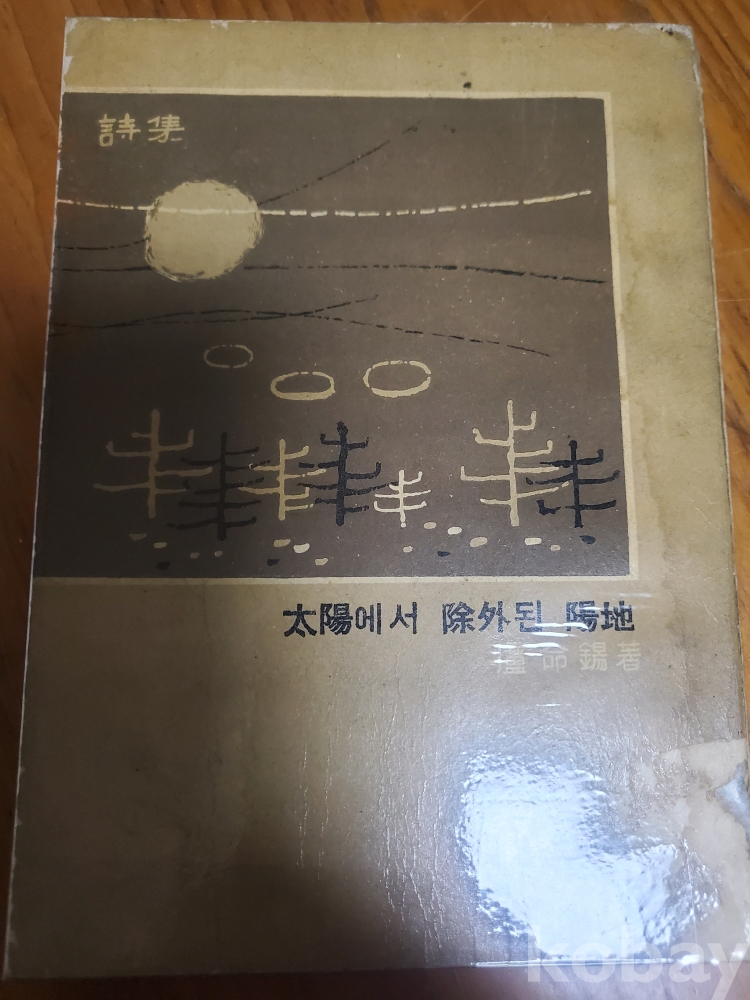 詩集
太陽에서 除外된 陽地
命錫著
kobay